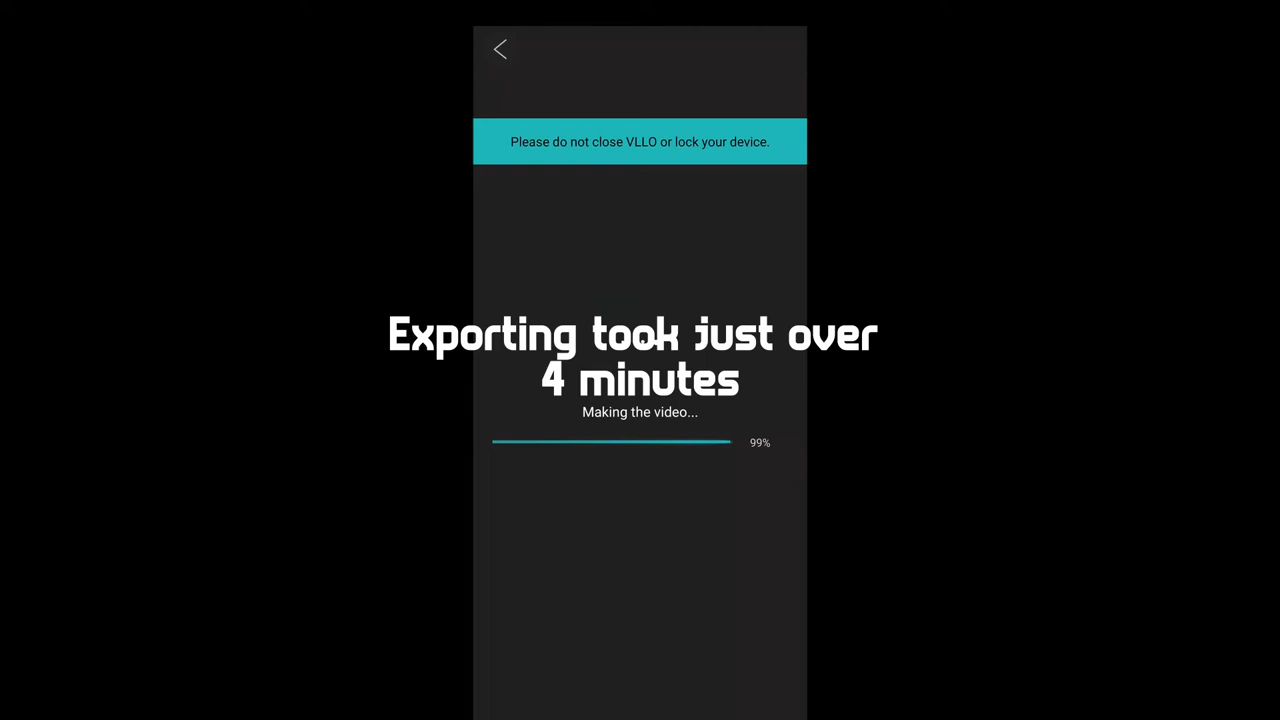 Please do not close VLLO or lock your device.
Exporting took just over
4 minutes
Making the video...
99%